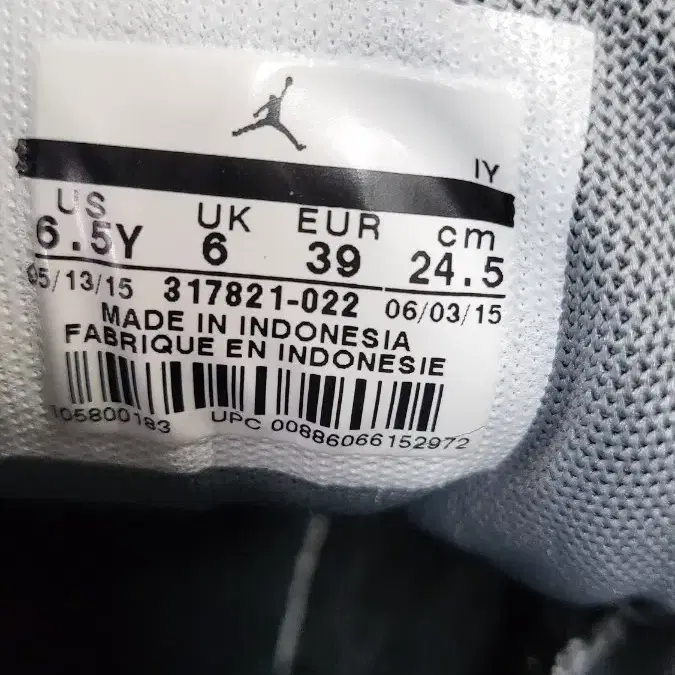 IY
US UK EUR cm
6.5Y 6 39 24.5
05/13/15 317821-022 06/03/15
MADE IN INDONESIA
FABRIQUE EN INDONESIE
105800183 UPC 00886066152972